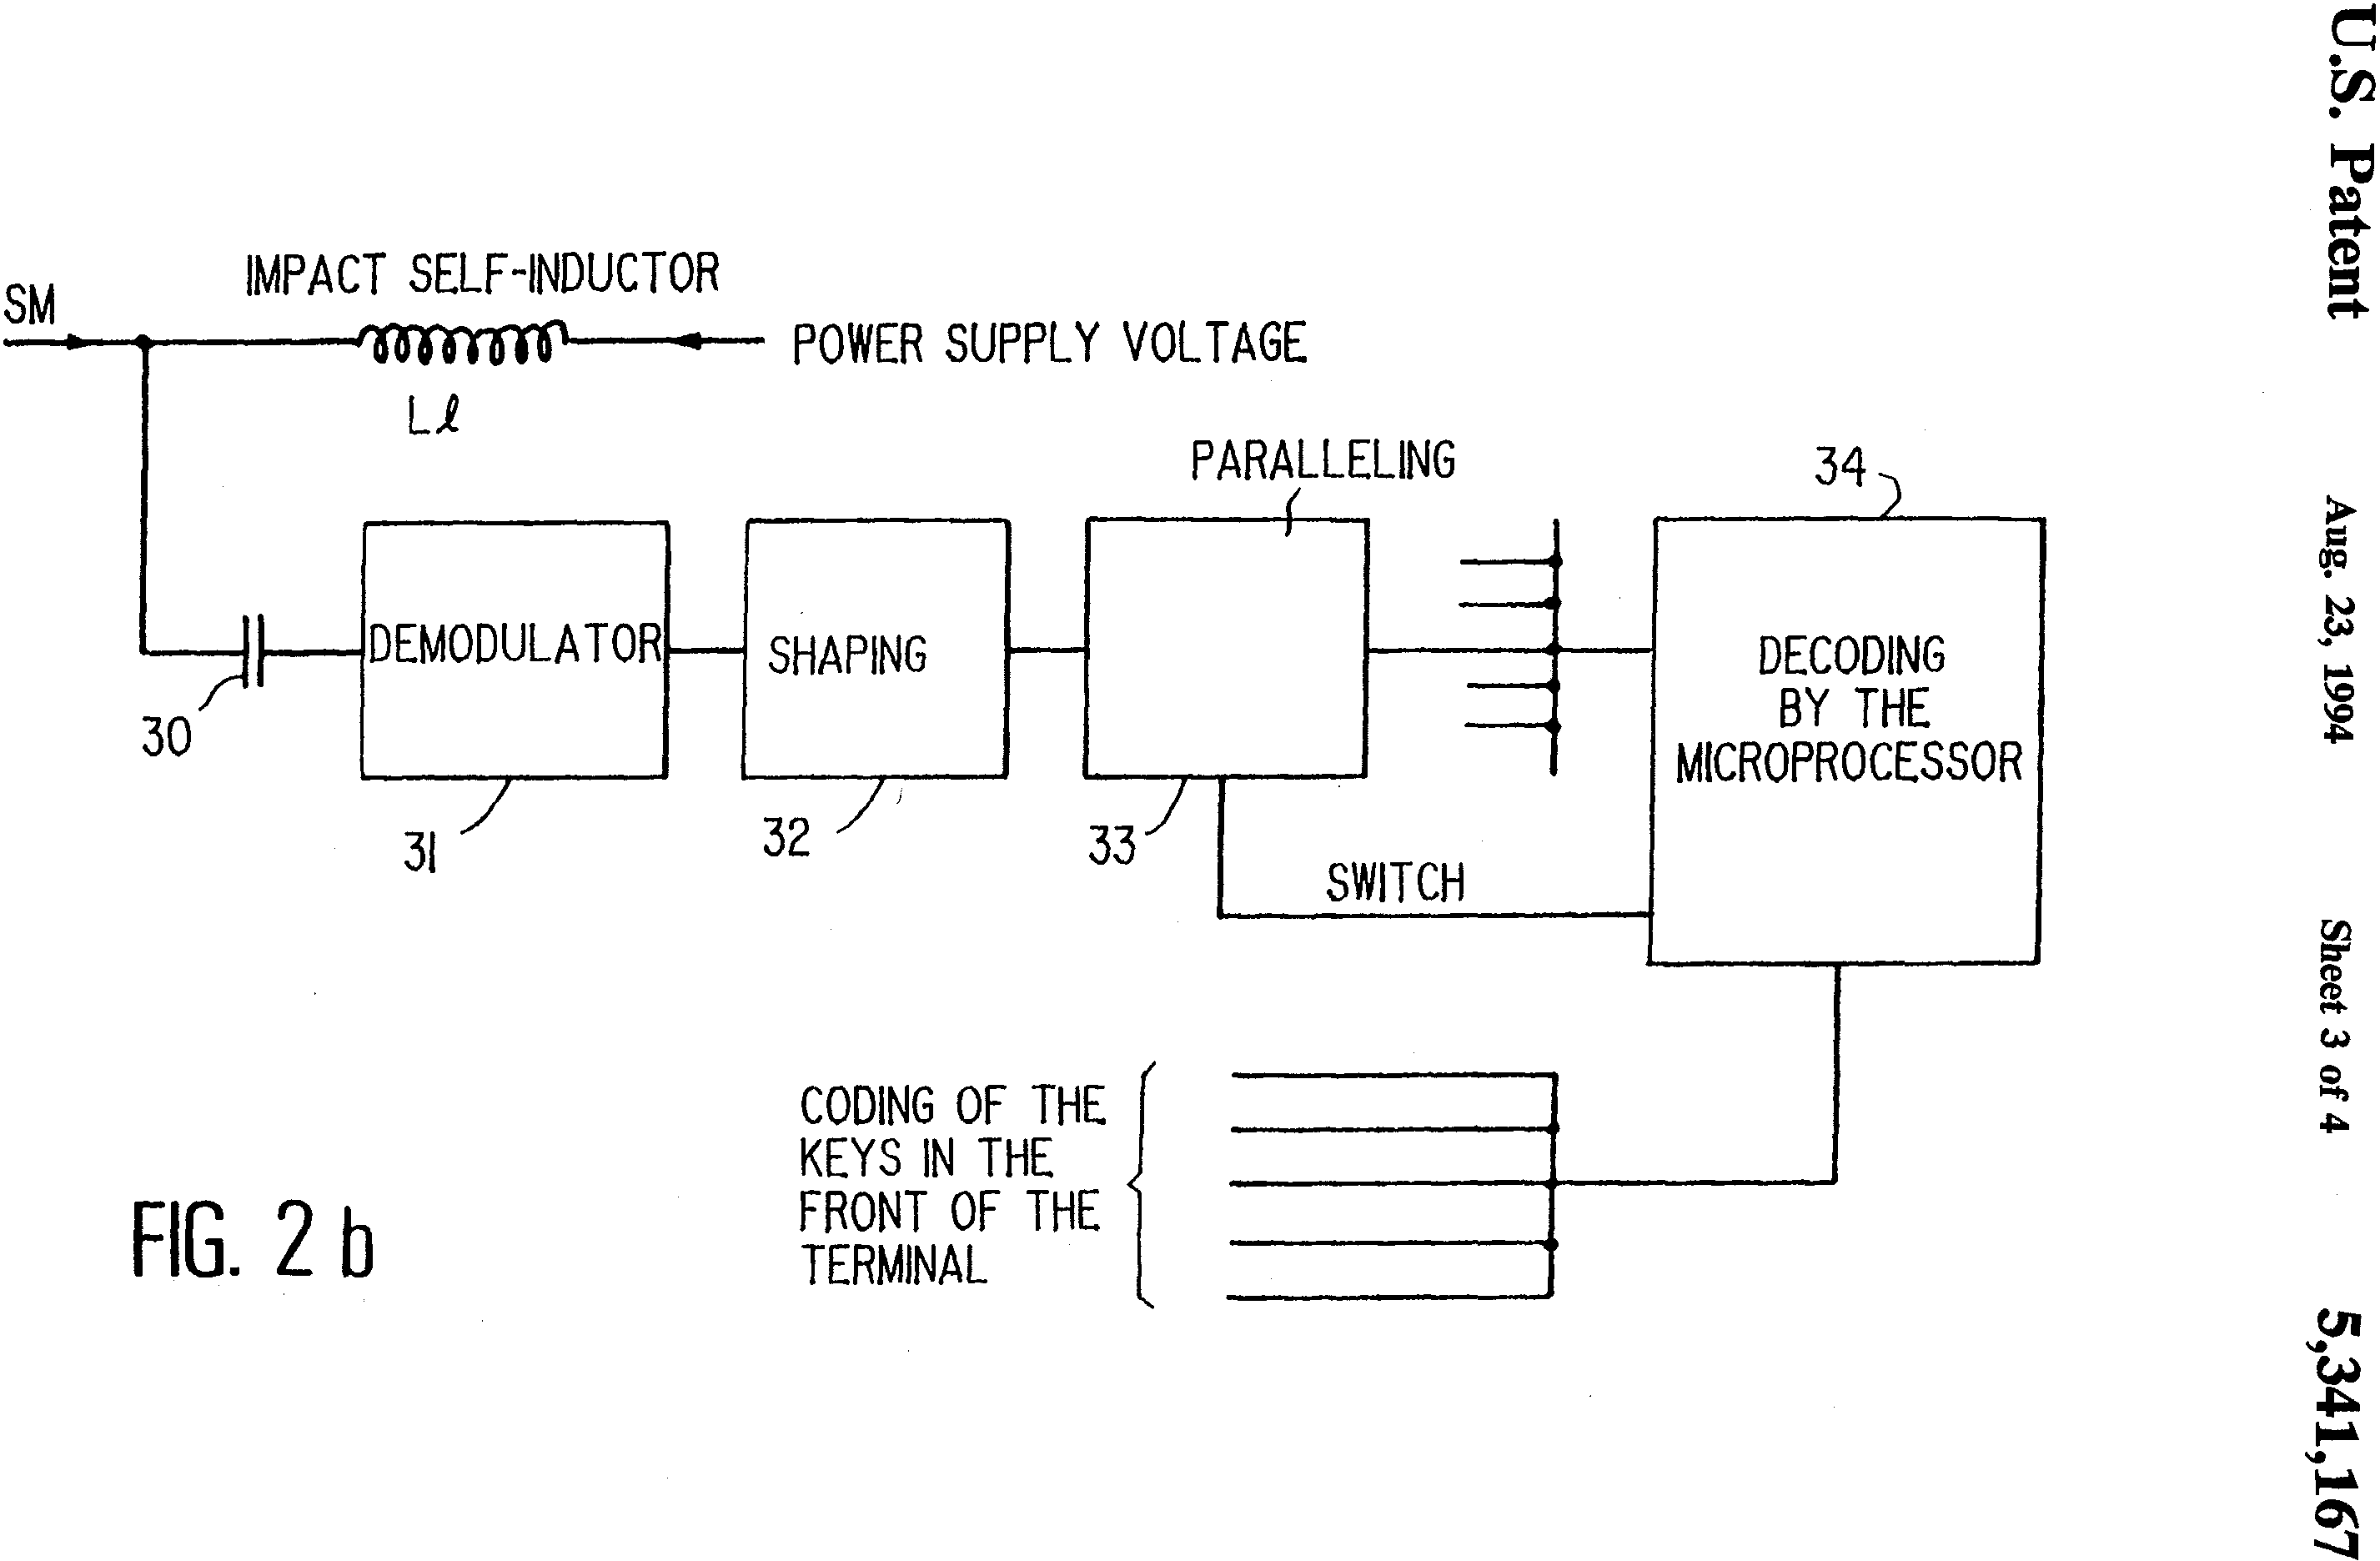 U.S. Patent
Aug. 23, 1994
Sheet 3 of 4
5,341,167
SM
IMPACT SELF-INDUCTOR
POWER SUPPLY VOLTAGE
Lℓ
PARALLELING
34
DEMODULATOR
SHAPING
DECODING
BY THE
MICROPROCESSOR
30
31
32
33
SWITCH
CODING OF THE
KEYS IN THE
FRONT OF THE
TERMINAL
FIG. 2 b